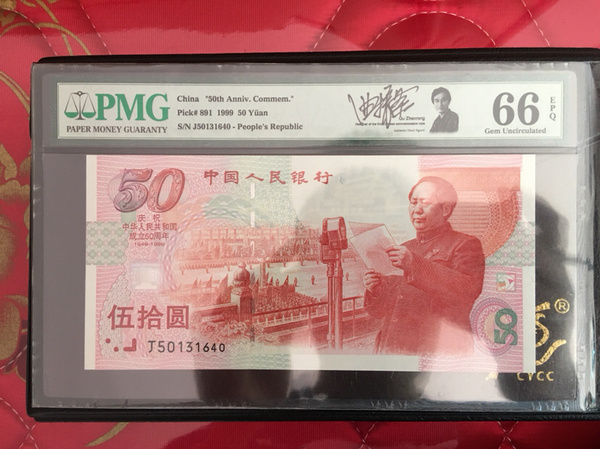 PMG
PAPER MONEY GUARANTY
China "50th Anniv. Commem."
Pick# 891 1999 50 Yüan
S/N J50131640 - People's Republic
66 EPQ
Gem Uncirculated
50
中国人民银行
庆祝
中华人民共和国
成立50周年
1949-1999
伍拾圆
J50131640
50
®
CVCC